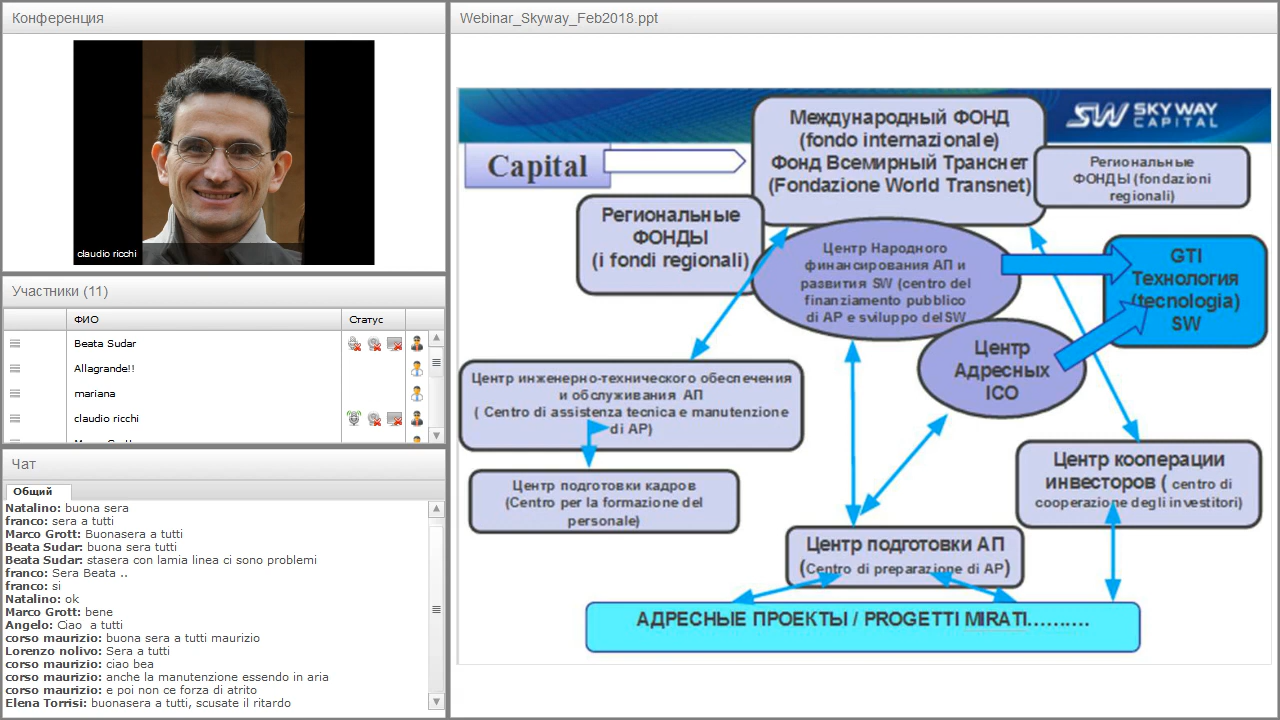 Конференция
claudio ricchi
Участники (11)
ФИО
Статус
Beata Sudar
Allagrande!!
mariana
claudio ricchi
Чат
Общий
Natalino: buona sera
franco: sera a tutti
Marco Grott: Buonasera a tutti
Beata Sudar: buona sera tutti
Beata Sudar: stasera con lamia linea ci sono problemi
franco: Sera Beata ..
franco: si
Natalino: ok
Marco Grott: bene
Angelo: Ciao a tutti
corso maurizio: buona sera a tutti maurizio
Lorenzo nolivo: Sera a tutti
corso maurizio: ciao bea
corso maurizio: anche la manutenzione essendo in aria
corso maurizio: e poi non ce forza di atrito
Elena Torrisi: buonasera a tutti, scusate il ritardo
Webinar_Skyway_Feb2018.ppt
SW SKY WAY
CAPITAL
Capital
Международный ФОНД
(fondo internazionale)
Фонд Всемирный Транснет
(Fondazione World Transnet)
Региональные
ФОНДЫ (fondazioni
regionali)
Региональные
ФОНДЫ
(i fondi regionali)
Центр Народного
финансирования АП и
развития SW (centro del
finanziamento pubblico
di AP e sviluppo delSW
GTI
Технология
(tecnologia)
SW
Центр
Адресных
ICO
Центр инженерно-технического обеспечения
и обслуживания АП
( Centro di assistenza tecnica e manutenzione
di AP)
Центр подготовки кадров
(Centro per la formazione del
personale)
Центр кооперации
инвесторов ( centro di
cooperazione degli investitori)
Центр подготовки АП
(Centro di preparazione di AP)
АДРЕСНЫЕ ПРОЕКТЫ / PROGETTI MIRATI..........